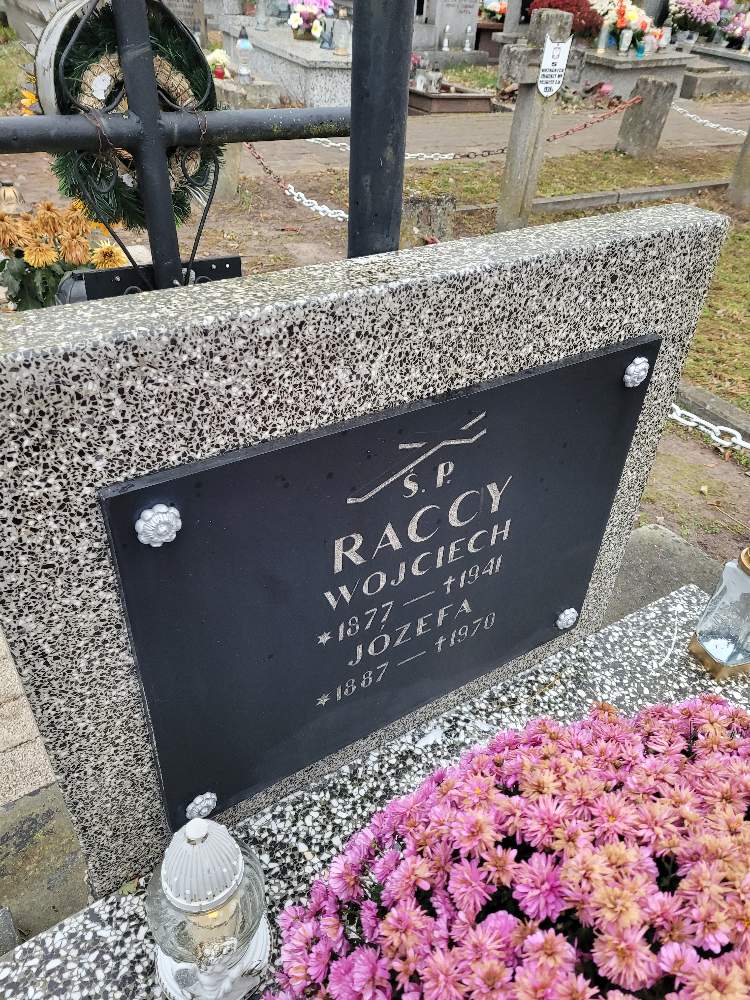 Ś. P.
RACCY
WOJCIECH
* 1877 — † 1941
JÓZEFA
* 1887 — † 1970